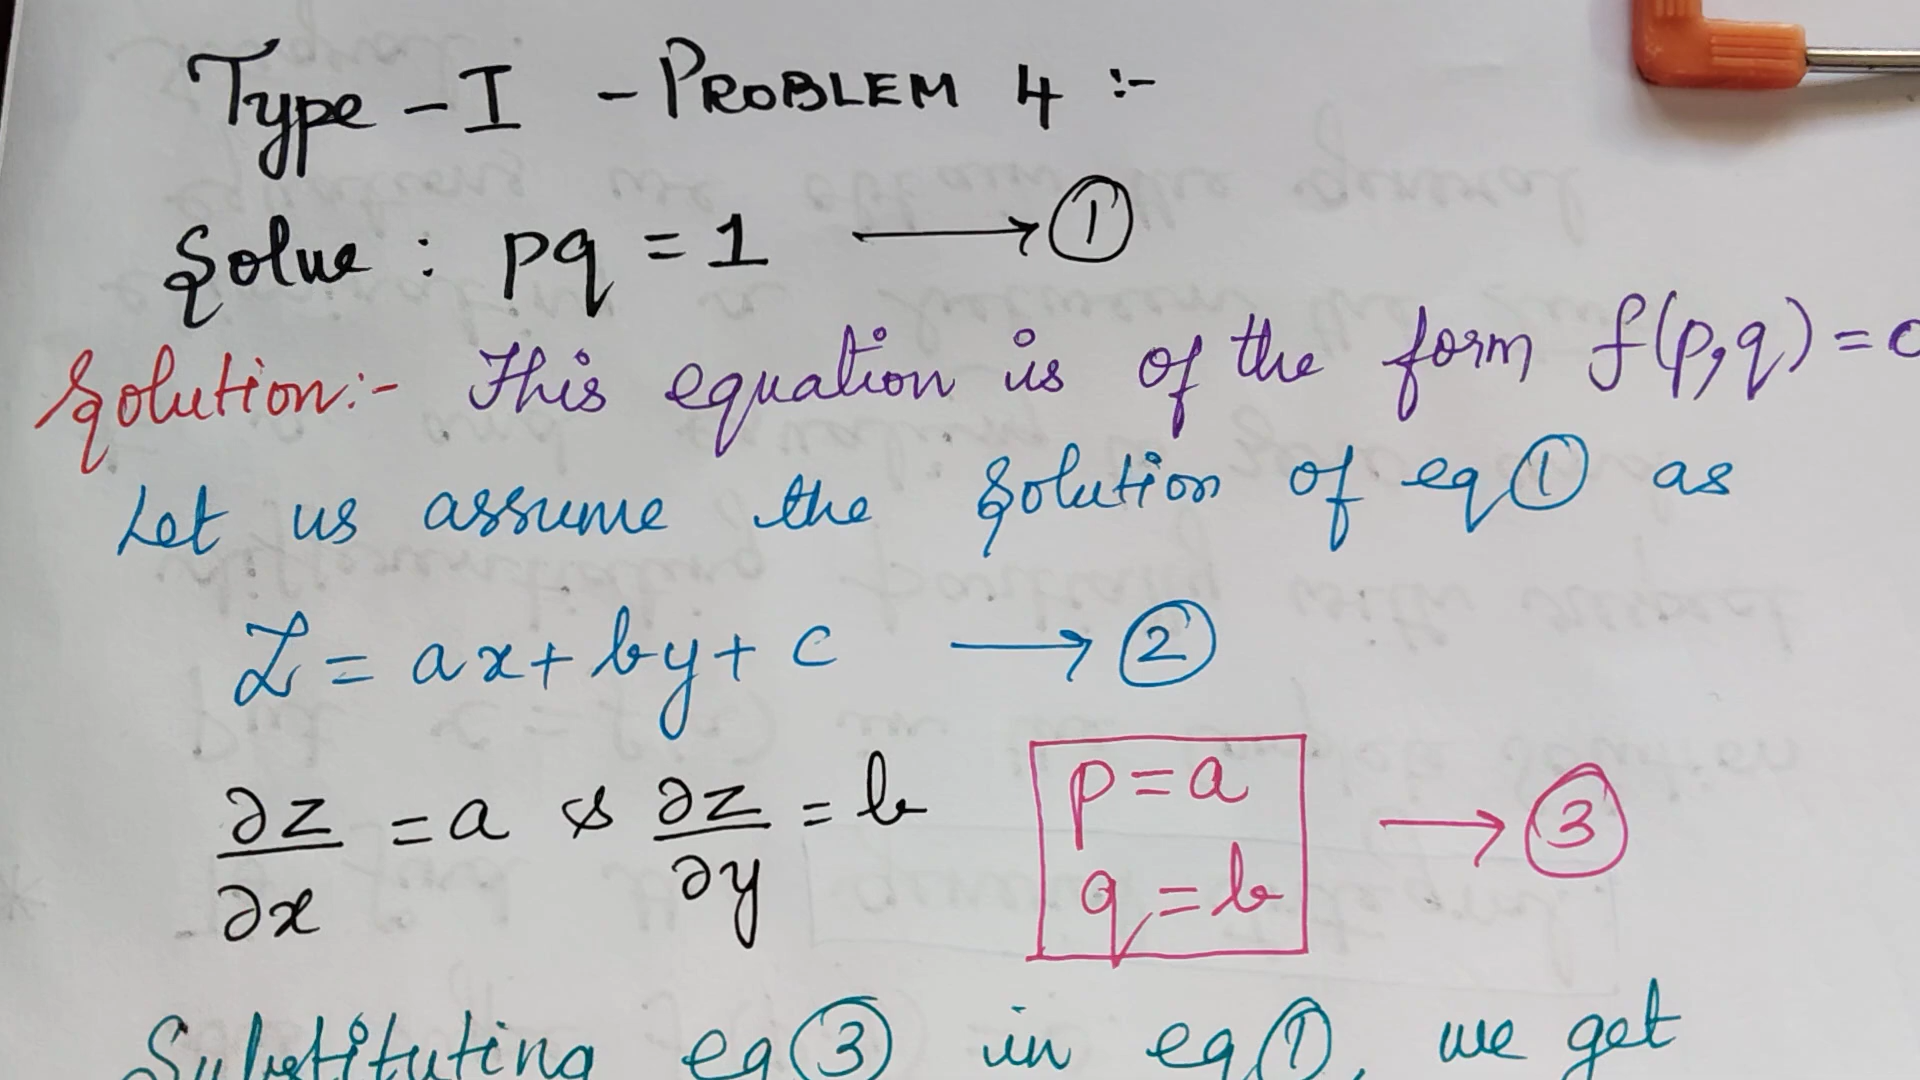 Type - I - PROBLEM 4 :-
Solve : pq = 1 ⟶ ①
Solution:- This equation is of the form f(p,q) =
Let us assume the solution of eq ① as
Z = ax + by + c ⟶ ②
∂z/∂x = a & ∂z/∂y = b
p = a
q = b ⟶ ③
Substituting eq ③ in eq ①, we get